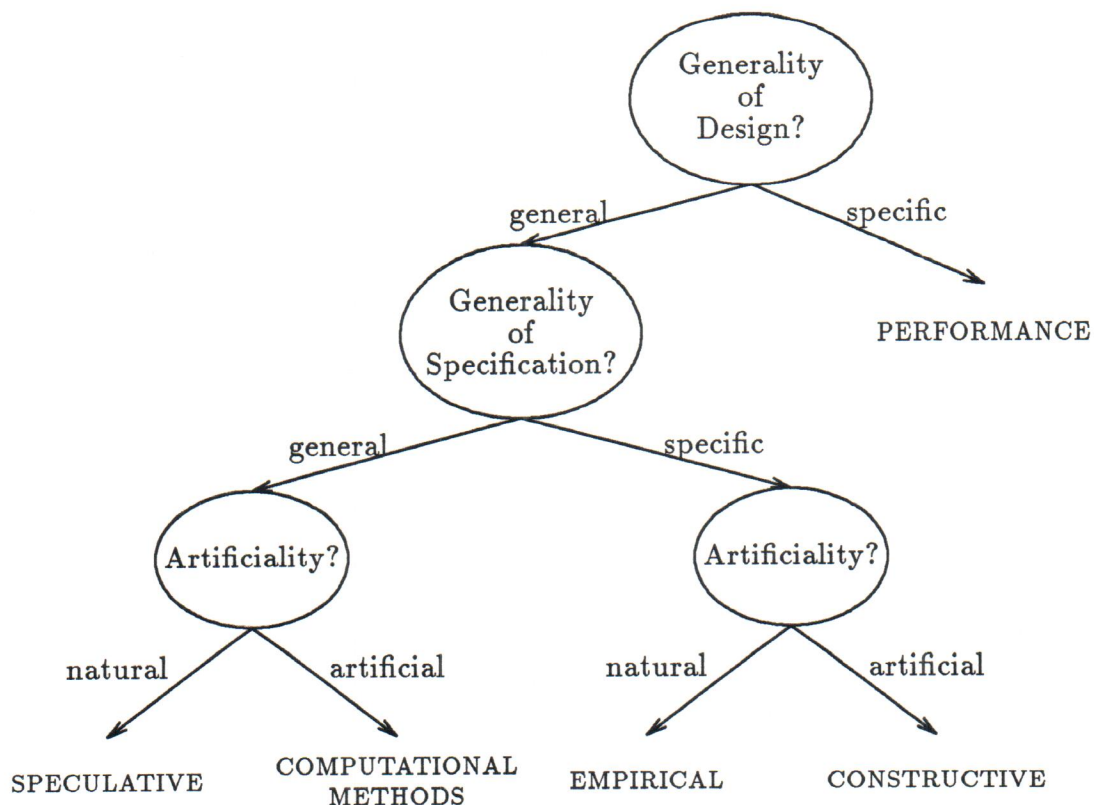 Generality
of
Design?
general
specific
Generality
of
Specification?
PERFORMANCE
general
specific
Artificiality?
Artificiality?
natural
artificial
natural
artificial
SPECULATIVE
COMPUTATIONAL
METHODS
EMPIRICAL
CONSTRUCTIVE